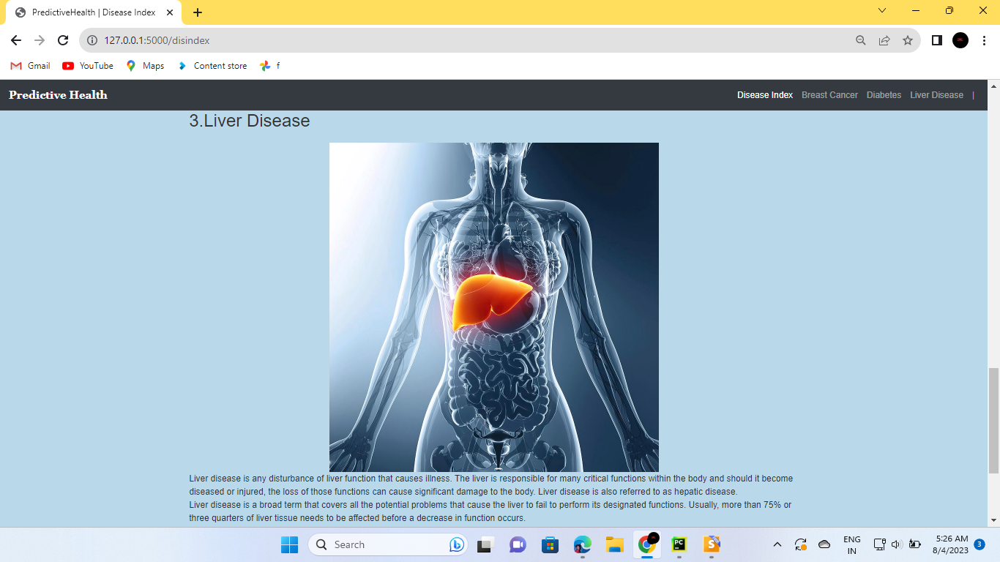 PredictiveHealth | Disease Index
127.0.0.1:5000/disindex
Gmail YouTube Maps Content store f
Predictive Health Disease Index Breast Cancer Diabetes Liver Disease |
3.Liver Disease
Liver disease is any disturbance of liver function that causes illness. The liver is responsible for many critical functions within the body and should it become
diseased or injured, the loss of those functions can cause significant damage to the body. Liver disease is also referred to as hepatic disease.
Liver disease is a broad term that covers all the potential problems that cause the liver to fail to perform its designated functions. Usually, more than 75% or
three quarters of liver tissue needs to be affected before a decrease in function occurs.
Search PC S ENG 5:26 AM
IN 8/4/2023 3